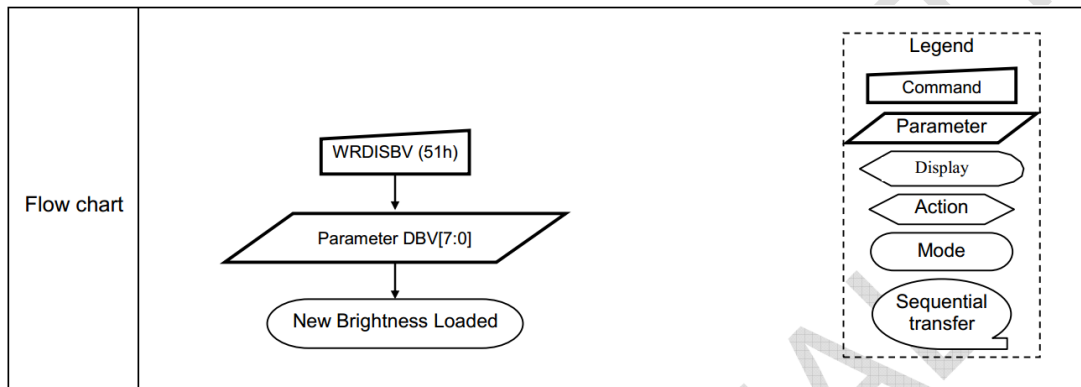 Flow chart
WRDISBV (51h)
Parameter DBV[7:0]
New Brightness Loaded
Legend
Command
Parameter
Display
Action
Mode
Sequential
transfer